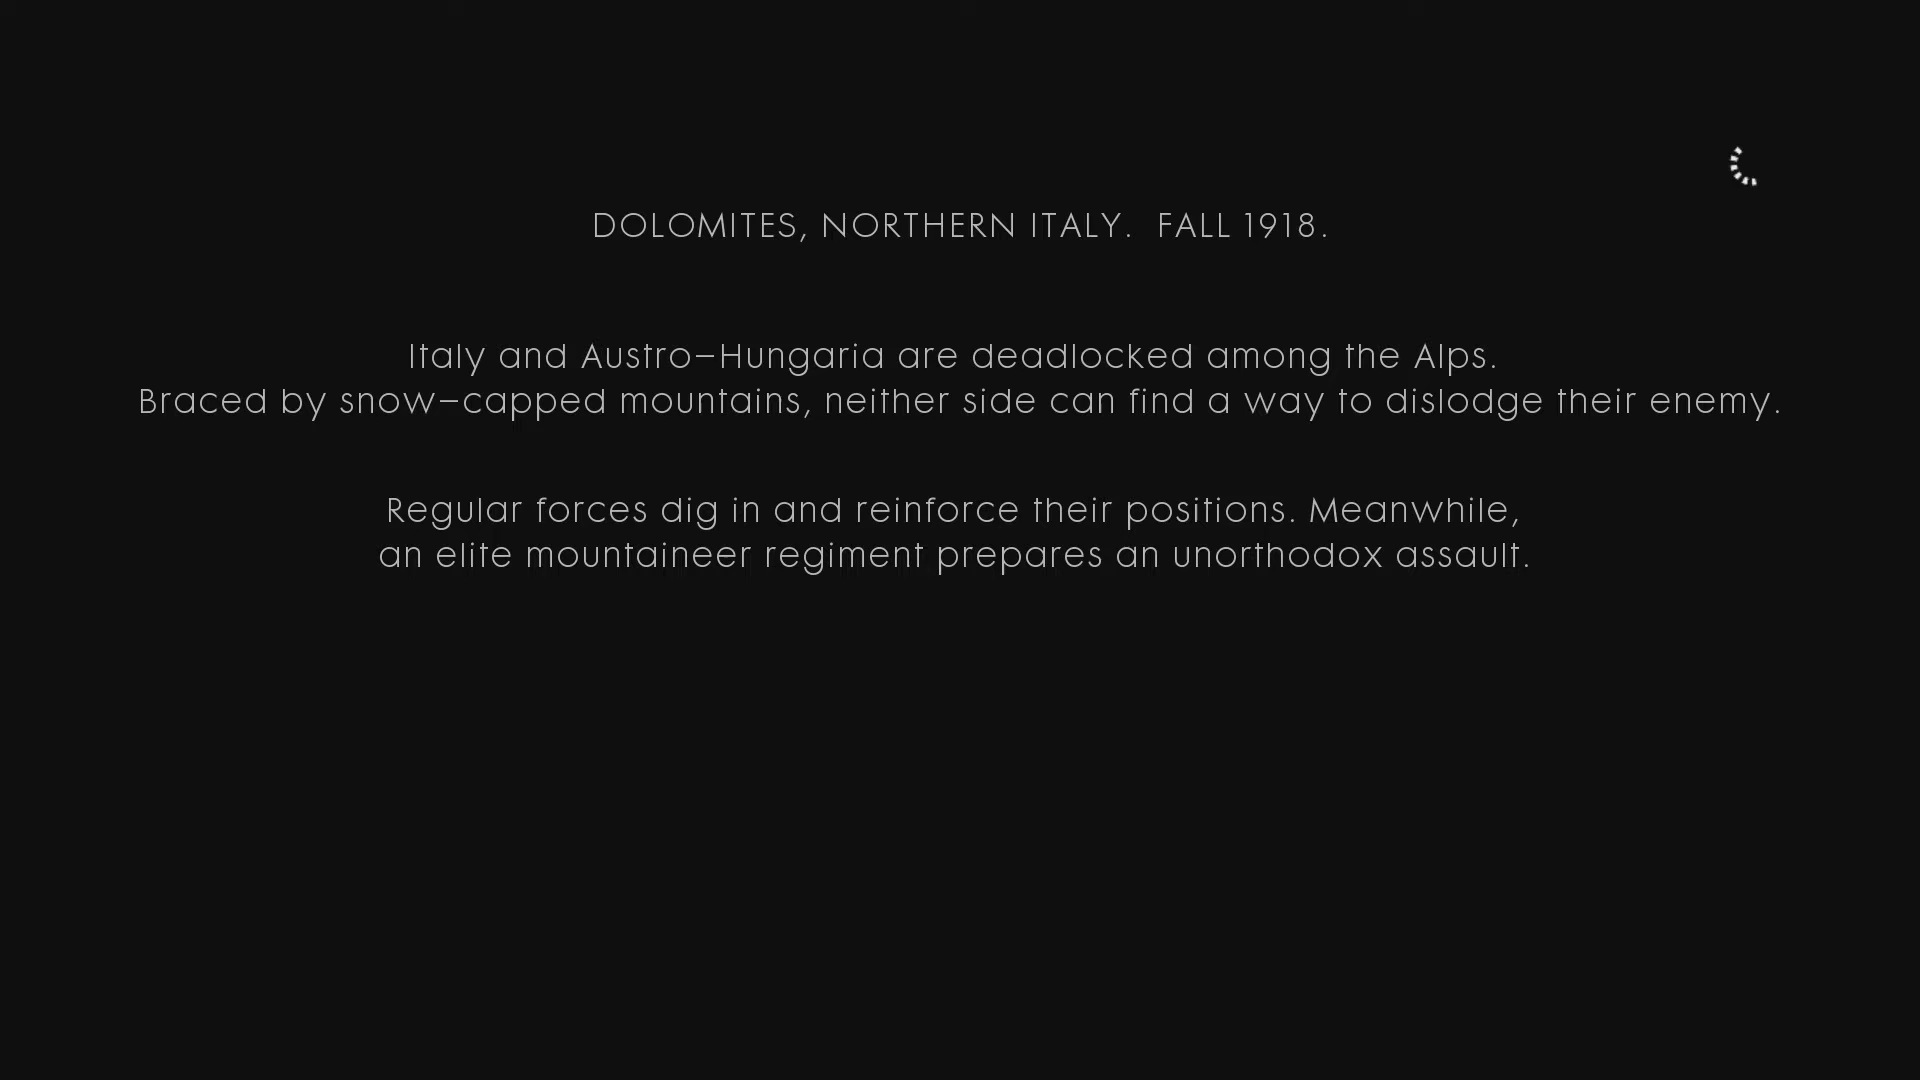 DOLOMITES, NORTHERN ITALY.  FALL 1918.
Italy and Austro-Hungaria are deadlocked among the Alps.
Braced by snow-capped mountains, neither side can find a way to dislodge their enemy.
Regular forces dig in and reinforce their positions. Meanwhile,
an elite mountaineer regiment prepares an unorthodox assault.